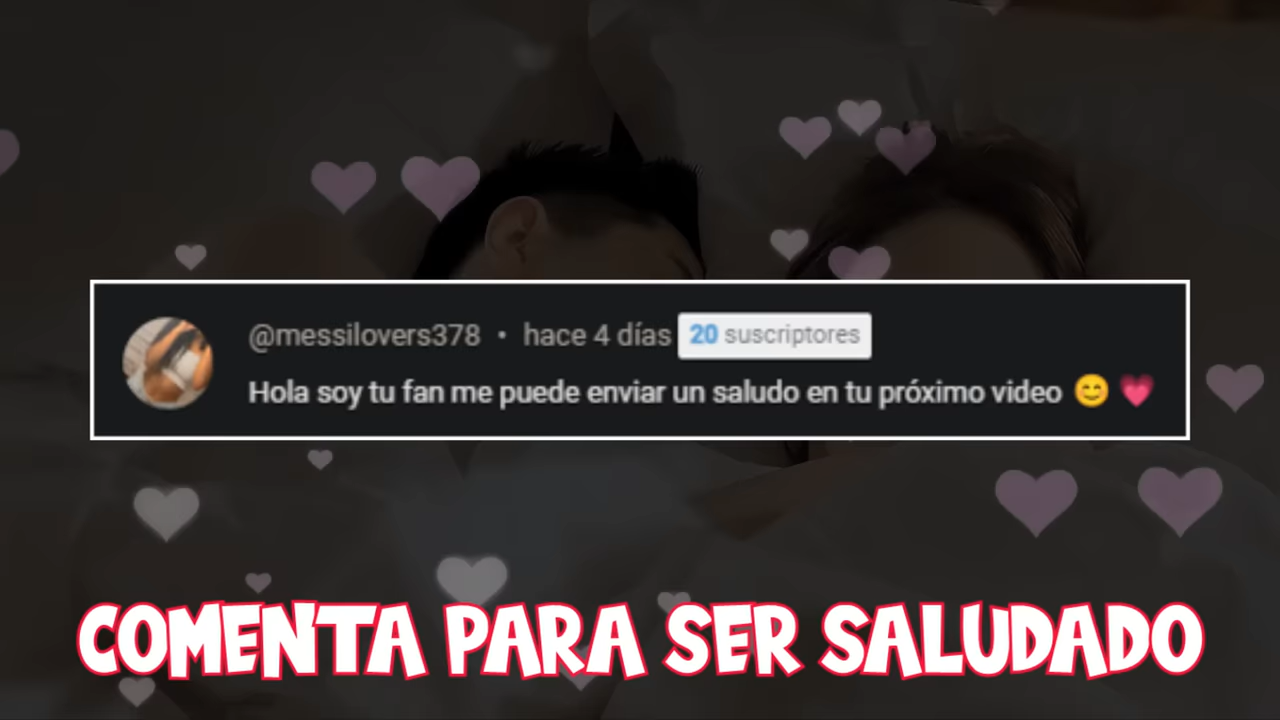 @messilovers378 • hace 4 días 20 suscriptores
Hola soy tu fan me puede enviar un saludo en tu próximo video 😊 💗
COMENTA PARA SER SALUDADO